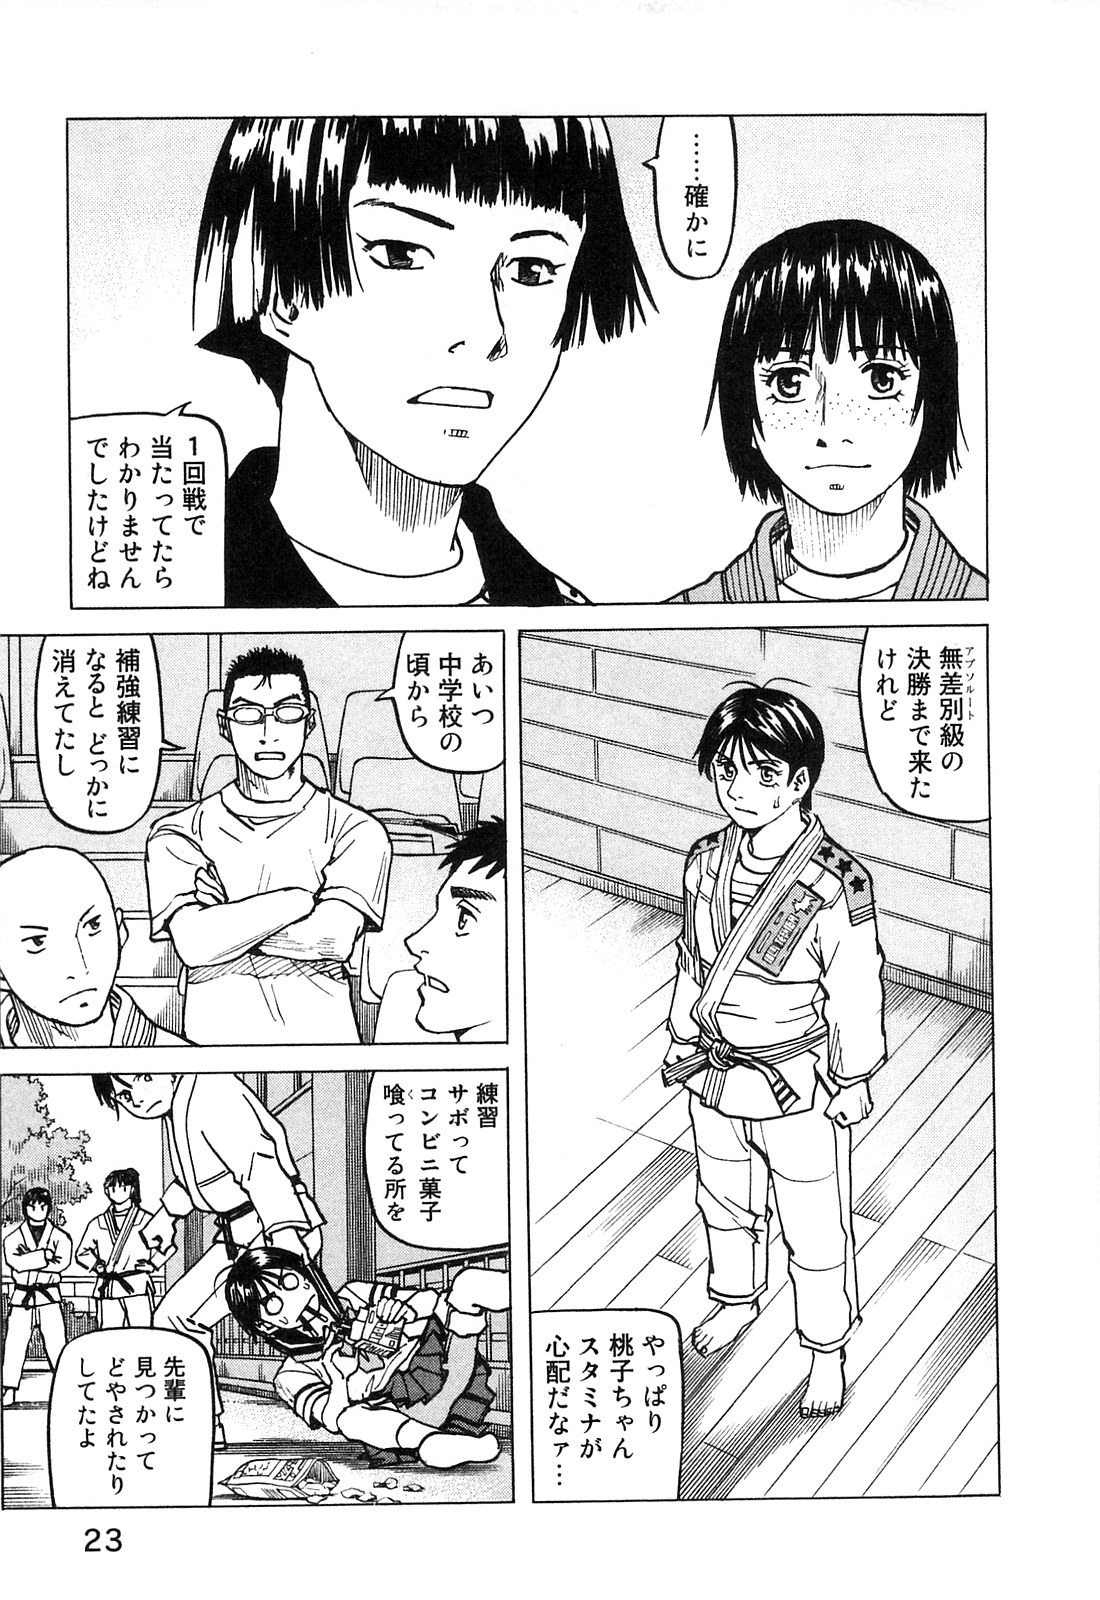 ……確かに
1回戦で
当たってたら
わかりません
でしたけどね
無差別級の
アブソルート
決勝まで来た
けれど
やっぱり
桃子ちゃん
スタミナが
心配だなァ…
あいつ
中学校の
頃から
補強練習に
なると どっかに
消えてたし
練習
サボって
コンビニ菓子
喰ってる所を
く
先輩に
見つかって
どやされたり
してたよ
23